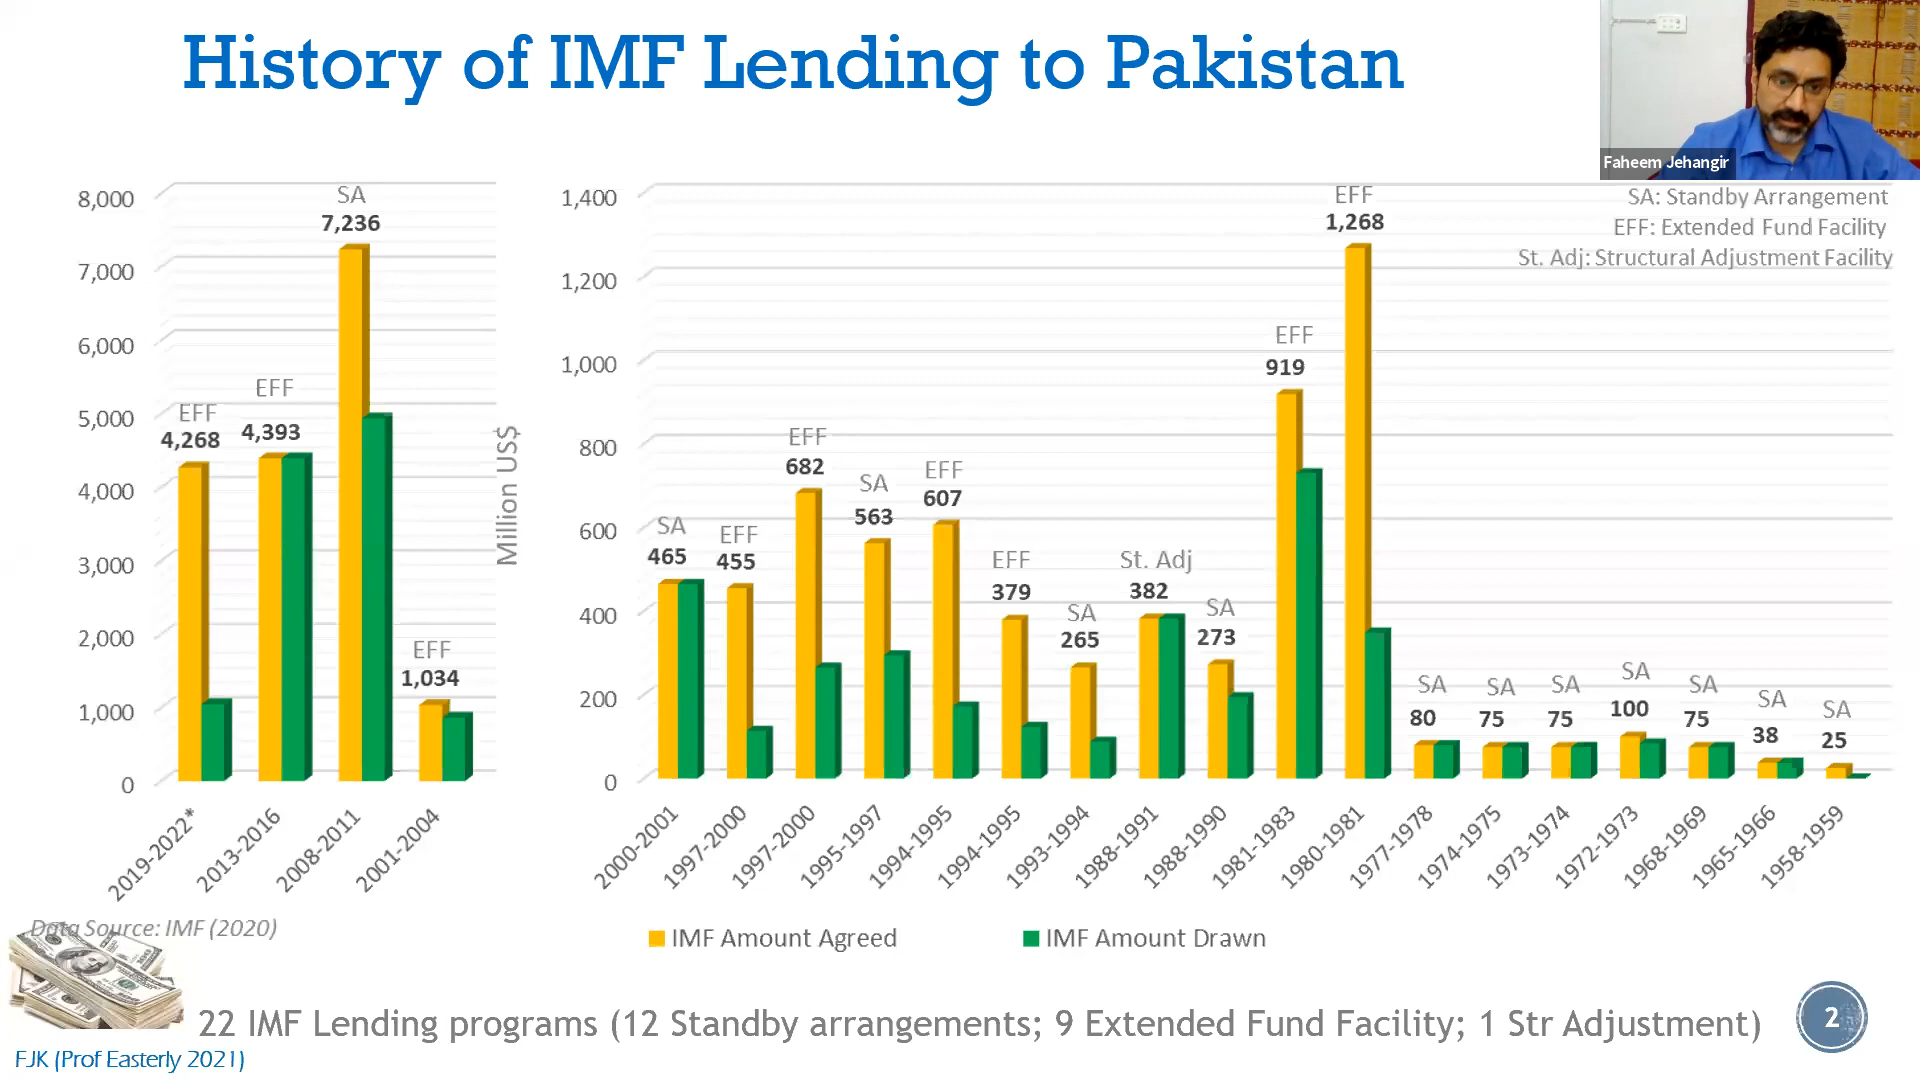 History of IMF Lending to Pakistan
Faheem Jehangir
SA: Standby Arrangement
EFF: Extended Fund Facility
St. Adj: Structural Adjustment Facility
8,000
7,000
6,000
5,000
4,000
3,000
2,000
1,000
0
EFF
4,268
EFF
4,393
SA
7,236
EFF
1,034
2019-2022*
2013-2016
2008-2011
2001-2004
Million US$
1,400
1,200
1,000
800
600
400
200
0
SA
465
EFF
455
EFF
682
SA
563
EFF
607
EFF
379
SA
265
St. Adj
382
SA
273
EFF
919
EFF
1,268
SA
80
SA
75
SA
75
SA
100
SA
75
SA
38
SA
25
2000-2001
1997-2000
1997-2000
1995-1997
1994-1995
1994-1995
1993-1994
1988-1991
1988-1990
1981-1983
1980-1981
1977-1978
1974-1975
1973-1974
1972-1973
1968-1969
1965-1966
1958-1959
Data Source: IMF (2020)
IMF Amount Agreed
IMF Amount Drawn
22 IMF Lending programs (12 Standby arrangements; 9 Extended Fund Facility; 1 Str Adjustment)
2
FJK (Prof Easterly 2021)